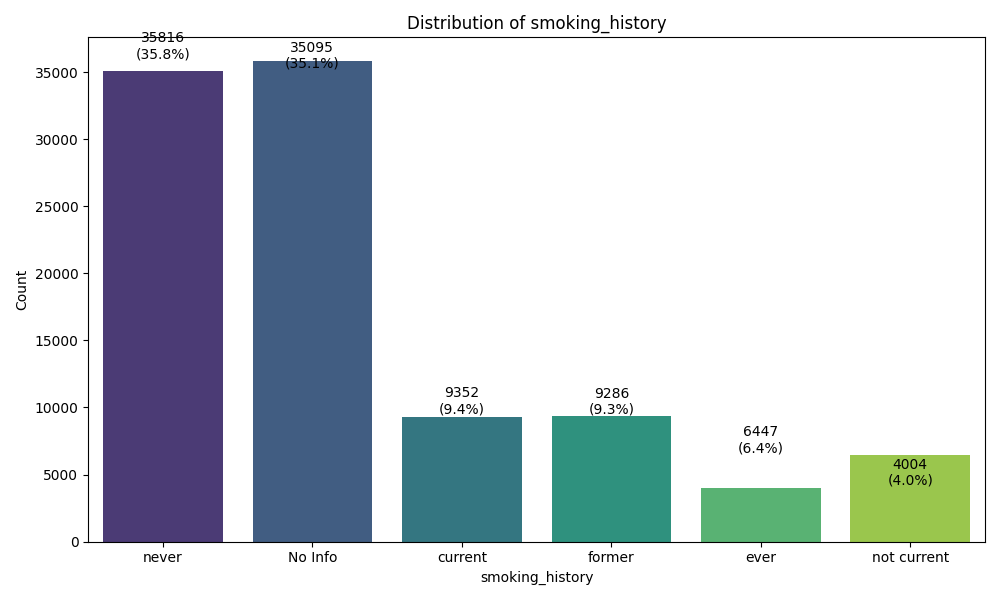 Distribution of smoking_history
35816
(35.8%)
35095
(35.1%)
9352
(9.4%)
9286
(9.3%)
6447
(6.4%)
4004
(4.0%)
35000
30000
25000
20000
15000
10000
5000
0
Count
never
No Info
current
former
ever
not current
smoking_history